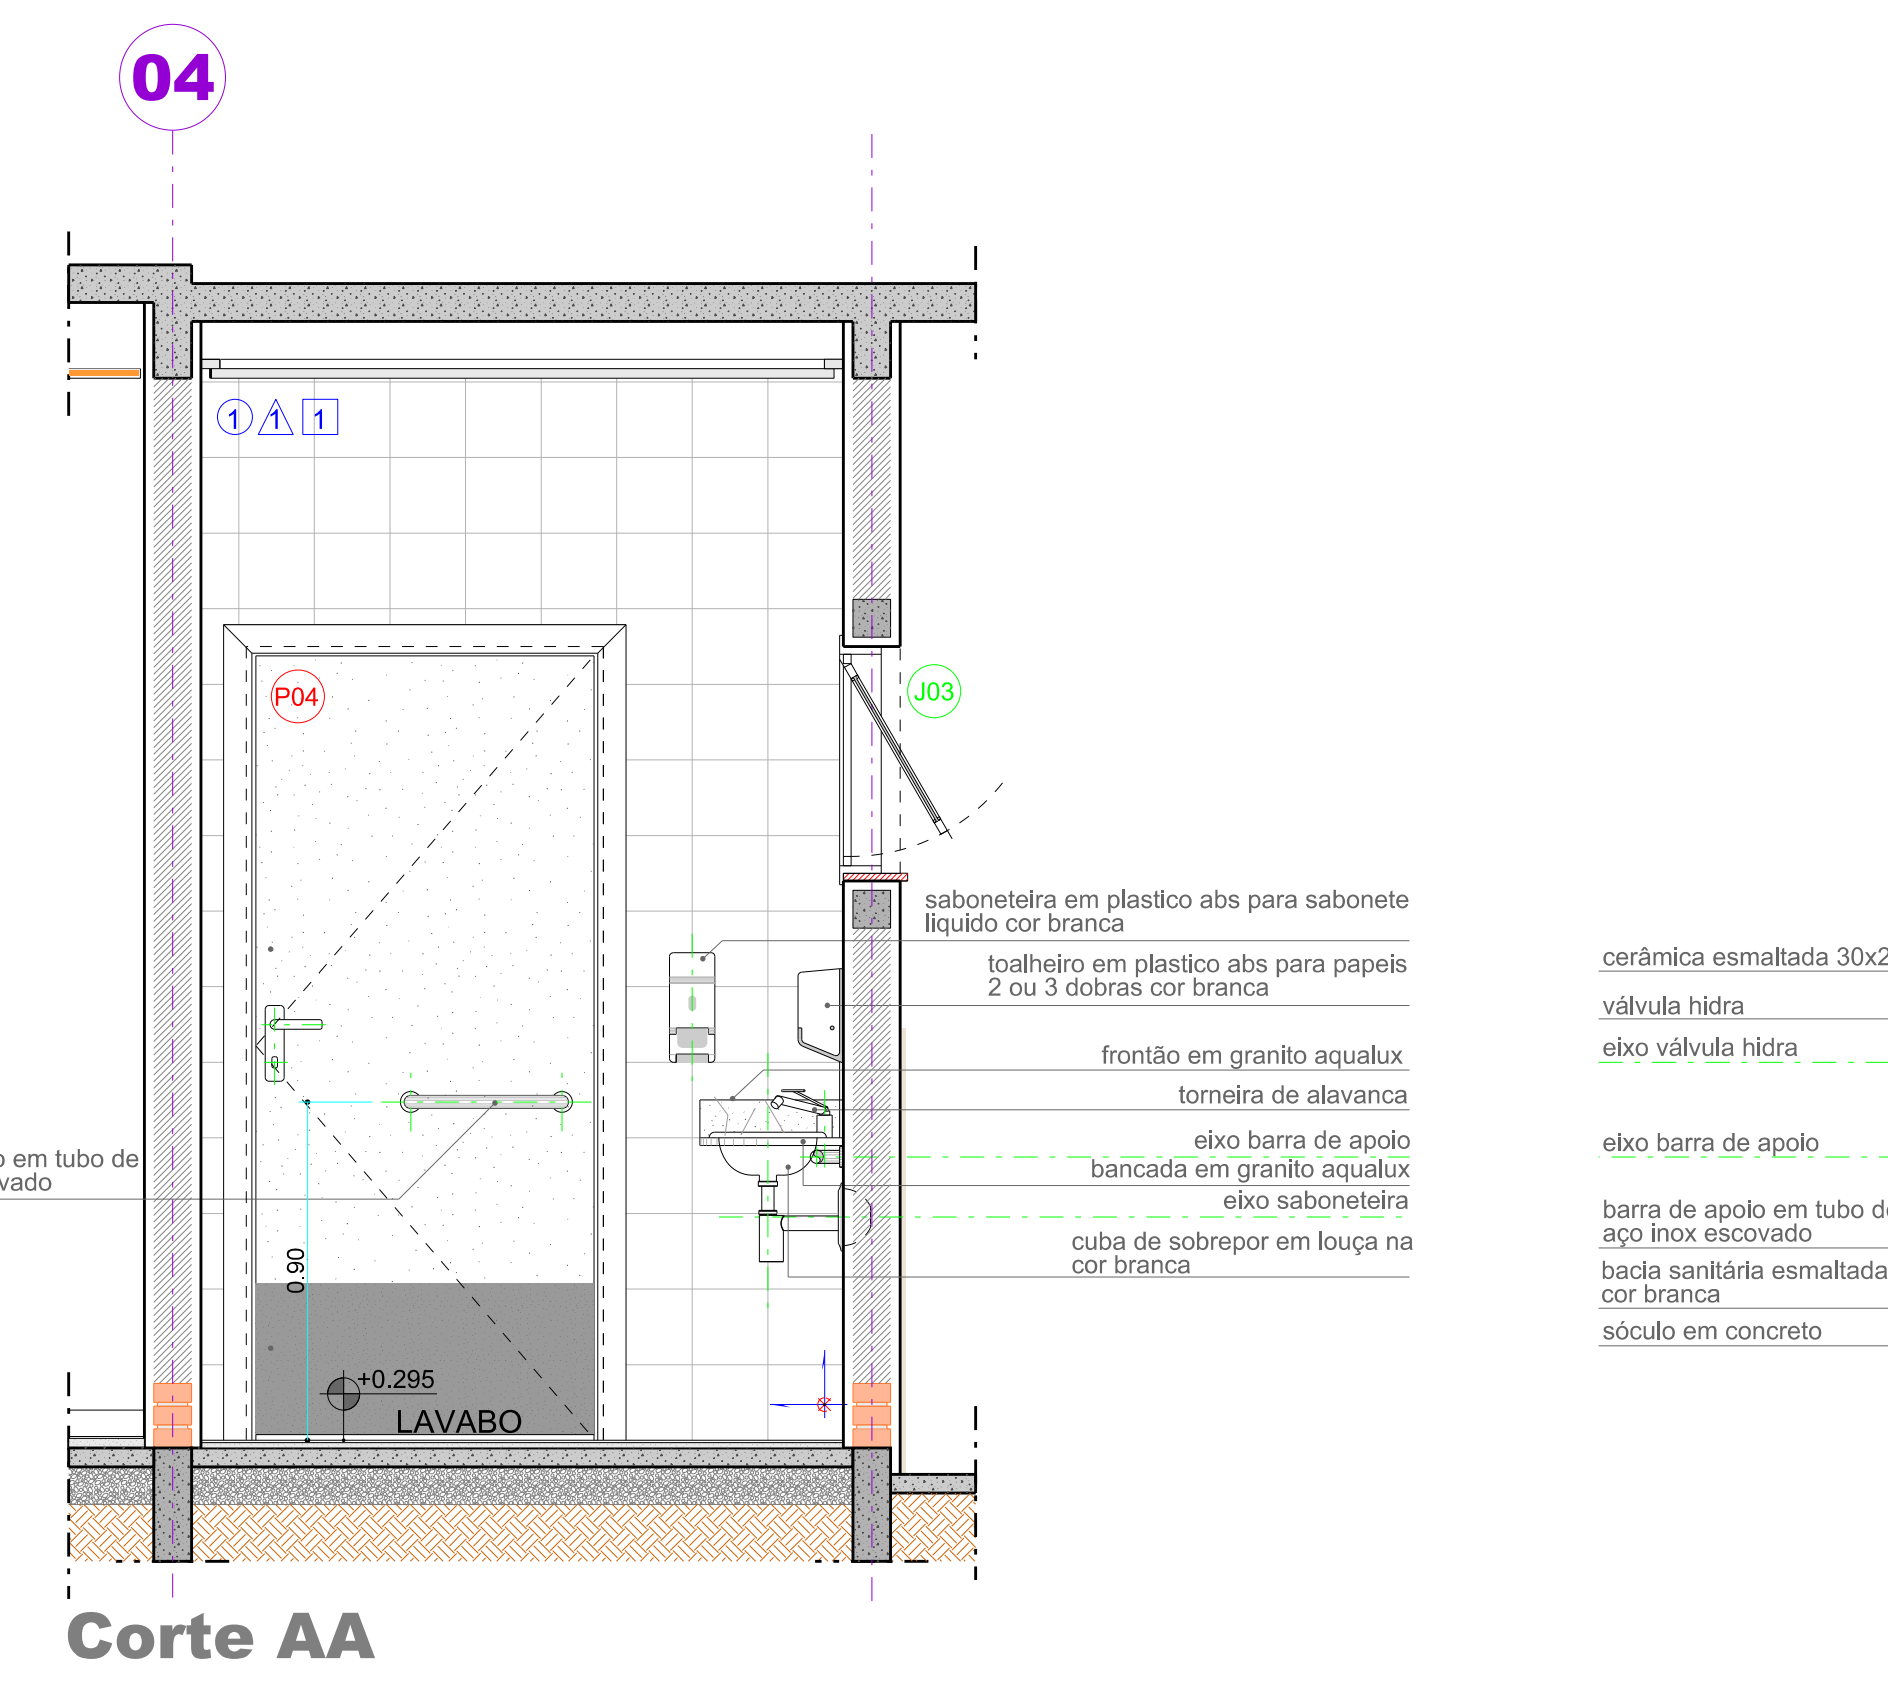 04
1 1 1
P04
J03
saboneteira em plastico abs para sabonete
liquido cor branca
toalheiro em plastico abs para papeis
2 ou 3 dobras cor branca
frontão em granito aqualux
torneira de alavanca
eixo barra de apoio
bancada em granito aqualux
eixo saboneteira
cuba de sobrepor em louça na
cor branca
em tubo de
0.90
+0.295
LAVABO
cerâmica esmaltada 30x2
válvula hidra
eixo válvula hidra
eixo barra de apoio
barra de apoio em tubo de
aço inox escovado
bacia sanitária esmaltada
cor branca
sóculo em concreto
Corte AA